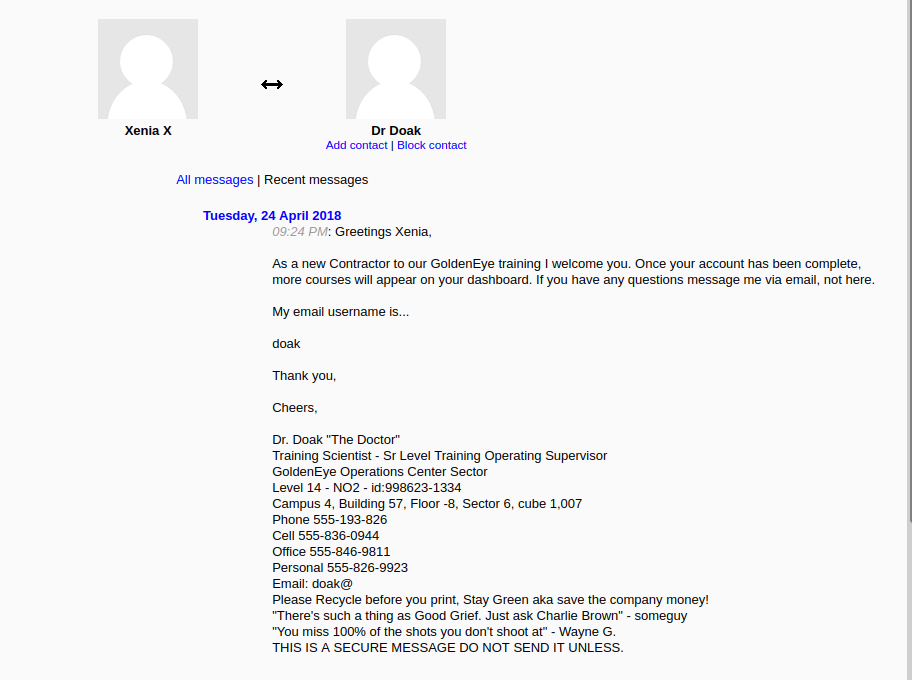 Xenia X
Dr Doak
Add contact | Block contact
All messages | Recent messages
Tuesday, 24 April 2018
09:24 PM: Greetings Xenia,
As a new Contractor to our GoldenEye training I welcome you. Once your account has been complete,
more courses will appear on your dashboard. If you have any questions message me via email, not here.
My email username is...
doak
Thank you,
Cheers,
Dr. Doak "The Doctor"
Training Scientist - Sr Level Training Operating Supervisor
GoldenEye Operations Center Sector
Level 14 - NO2 - id:998623-1334
Campus 4, Building 57, Floor -8, Sector 6, cube 1,007
Phone 555-193-826
Cell 555-836-0944
Office 555-846-9811
Personal 555-826-9923
Email: doak@
Please Recycle before you print, Stay Green aka save the company money!
"There's such a thing as Good Grief. Just ask Charlie Brown" - someguy
"You miss 100% of the shots you don't shoot at" - Wayne G.
THIS IS A SECURE MESSAGE DO NOT SEND IT UNLESS.